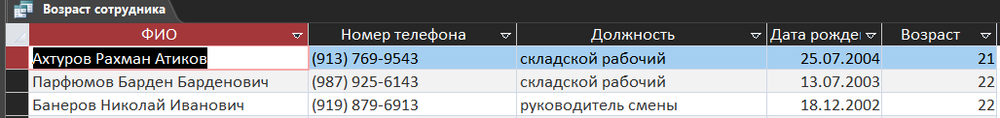 Возраст сотрудника
ФИО Номер телефона Должность Дата рожде Возраст
Ахтуров Рахман Атиков (913) 769-9543 складской рабочий 25.07.2004 21
Парфюмов Барден Барденович (987) 925-6143 складской рабочий 13.07.2003 22
Банеров Николай Иванович (919) 879-6913 руководитель смены 18.12.2002 22